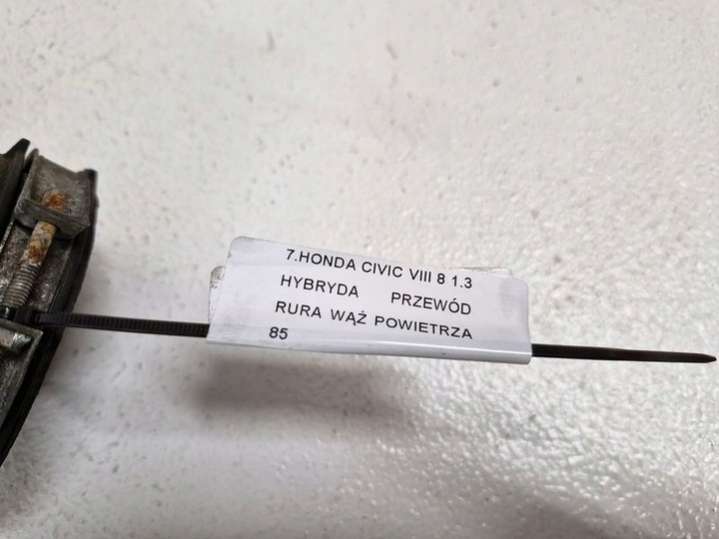 7.HONDA CIVIC VIII 8 1.3
HYBRYDA PRZEWÓD
RURA WĄŻ POWIETRZA
85